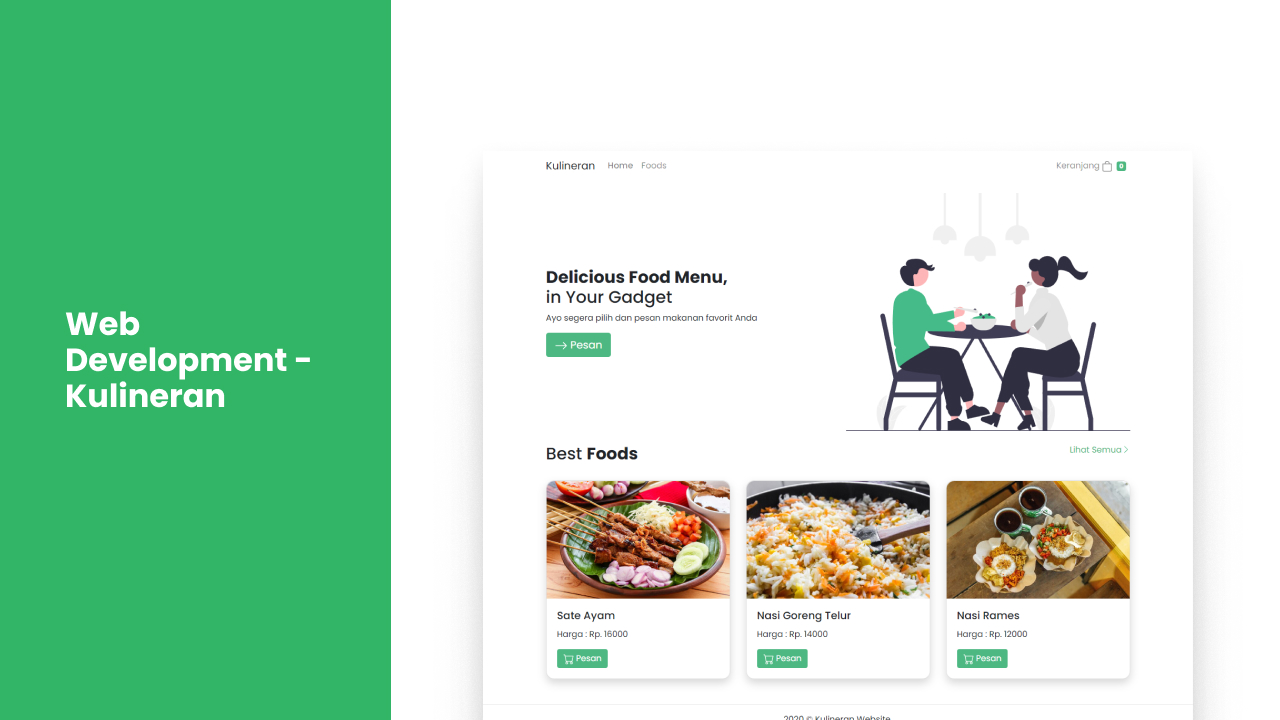 Web
Development -
Kulineran
Kulineran Home Foods
Keranjang 0
Delicious Food Menu,
in Your Gadget
Ayo segera pilih dan pesan makanan favorit Anda
Pesan
Best Foods
Lihat Semua
Sate Ayam
Harga : Rp. 16000
Pesan
Nasi Goreng Telur
Harga : Rp. 14000
Pesan
Nasi Rames
Harga : Rp. 12000
Pesan
2020 © Kulineran Website